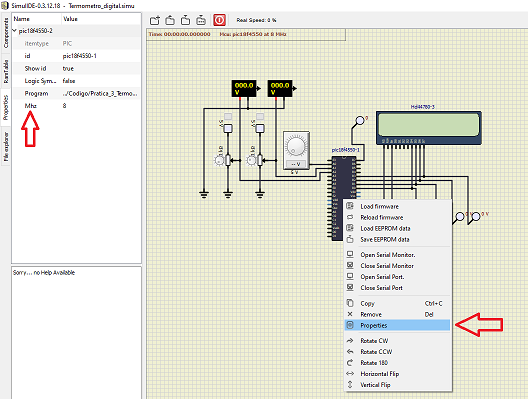 SimulIDE-0.3.12.18 - Termometro_digital.simu
Components
RamTable
Properties
File explorer
Name Value
pic18f4550-2
itemtype PIC
id pic18f4550-1
Show id true
Logic Sym... false
Program ../Codigo/Pratica_3_Termo...
Mhz 8
Sorry... no Help Available
Real Speed: 0 %
Time: 00:00:00.000000 Mcu: pic18f4550 at 8 MHz
000.0
V
000.0
V
5 V
5 V
1 kΩ
1 kΩ
-- V
5 V
pic18f4550-1
0
Hd44780-3
0 V
0 V
Load firmware
Reload firmware
Load EEPROM data
Save EEPROM data
Open Serial Monitor.
Close Serial Monitor
Open Serial Port.
Close Serial Port
Copy Ctrl+C
Remove Del
Properties
Rotate CW
Rotate CCW
Rotate 180
Horizontal Flip
Vertical Flip